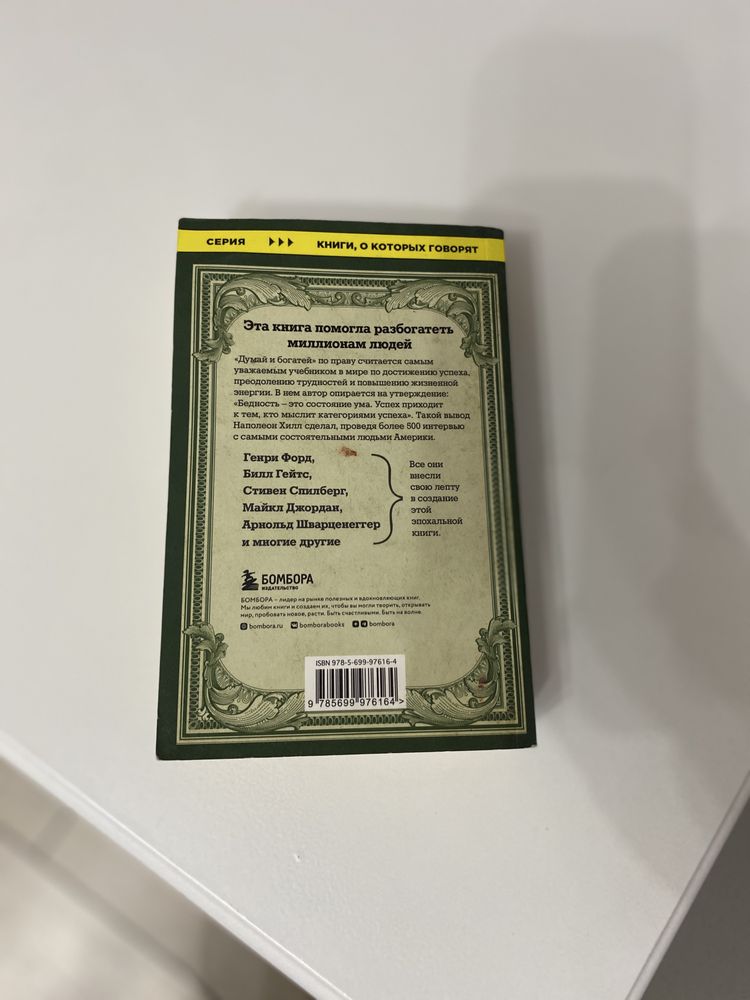 СЕРИЯ КНИГИ, О КОТОРЫХ ГОВОРЯТ
Эта книга помогла разбогатеть
миллионам людей
«Думай и богатей» по праву считается самым
уважаемым учебником в мире по достижению успеха,
преодолению трудностей и повышению жизненной
энергии. В нем автор опирается на утверждение:
«Бедность – это состояние ума. Успех приходит
к тем, кто мыслит категориями успеха». Такой вывод
Наполеон Хилл сделал, проведя более 500 интервью
с самыми состоятельными людьми Америки.
Генри Форд,
Билл Гейтс,
Стивен Спилберг,
Майкл Джордан,
Арнольд Шварценеггер
и многие другие
Все они
внесли
свою лепту
в создание
этой
эпохальной
книги.
БОМБОРА
ИЗДАТЕЛЬСТВО
БОМБОРА – лидер на рынке полезных и вдохновляющих книг.
Мы любим книги и создаем их, чтобы вы могли творить, открывать
мир, пробовать новое, расти. Быть счастливыми. Быть на волне.
bombora.ru bomborabooks bombora
ISBN 978-5-699-97616-4
9 785699 976164 >